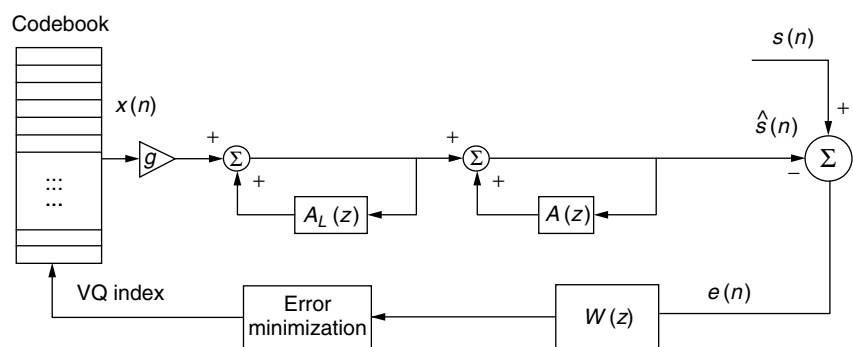 Codebook
s(n)
x(n)
+
ŝ(n)
+
+
g
Σ
Σ
Σ
−
+
+
:::
...
A_L(z)
A(z)
VQ index
Error
minimization
W(z)
e(n)